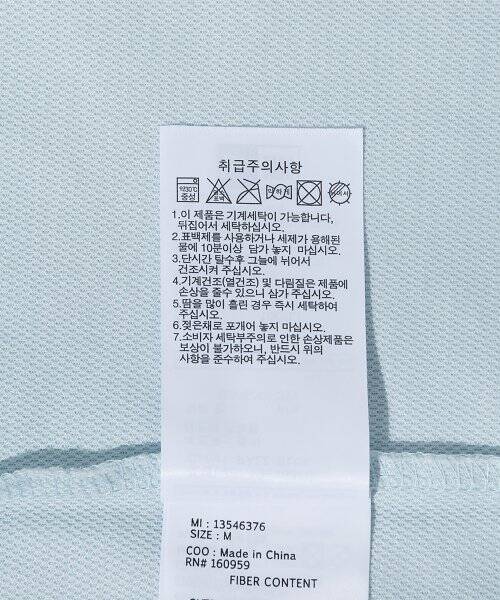 취급주의사항
약30℃
중성
1.이 제품은 기계세탁이 가능합니다,
뒤집어서 세탁하십시오.
2.표백제를 사용하거나 세제가 용해된
물에 10분이상 담가 놓지 마십시오.
3.단시간 탈수후 그늘에 뉘어서
건조시켜 주십시오.
4.기계건조(열건조) 및 다림질은 제품에
손상을 줄수 있으니 삼가 주십시오.
5.땀을 많이 흘린 경우 즉시 세탁하여
주십시오.
6.젖은채로 포개어 놓지 마십시오.
7.소비자 세탁부주의로 인한 손상제품은
보상이 불가하오니, 반드시 위의
사항을 준수하여 주십시오.
MI : 13546376
SIZE : M
COO : Made in China
RN# 160959
FIBER CONTENT